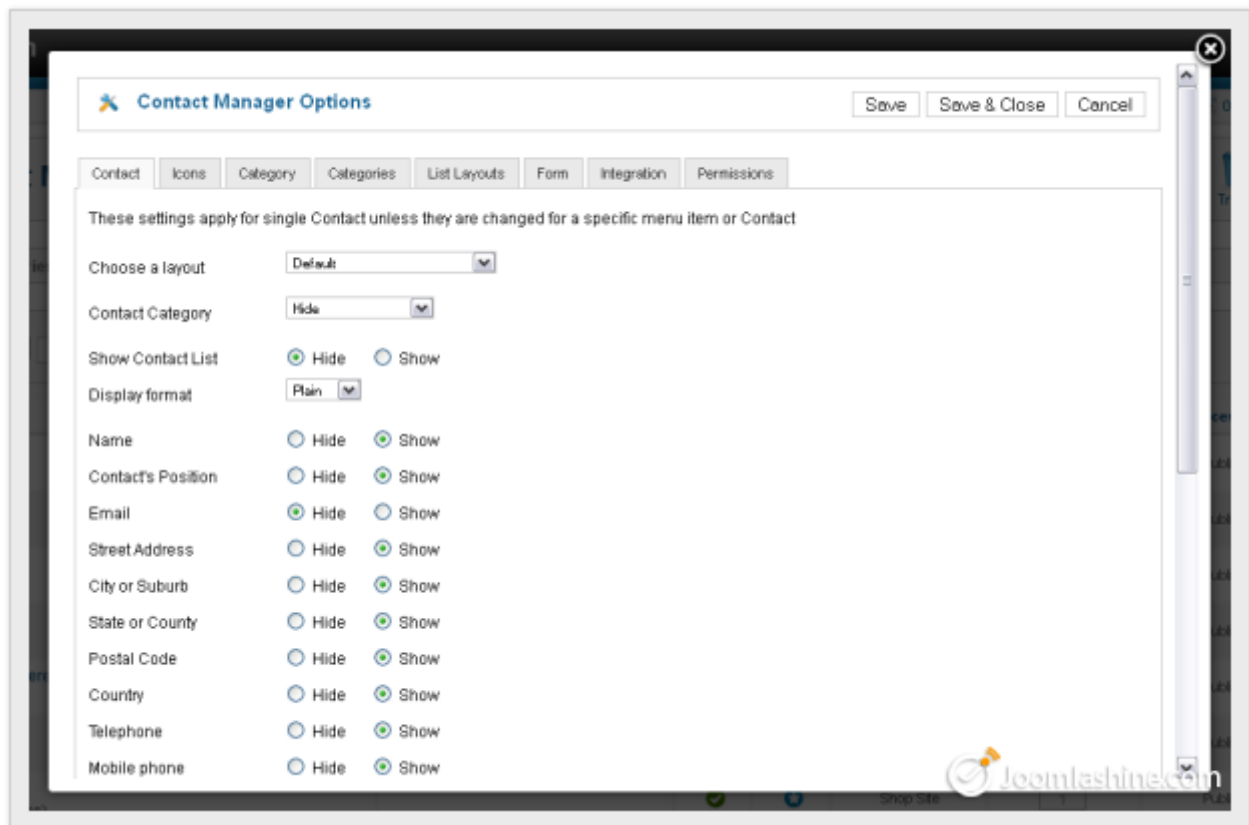 Contact Manager Options
Save Save & Close Cancel
Contact Icons Category Categories List Layouts Form Integration Permissions
These settings apply for single Contact unless they are changed for a specific menu item or Contact
Choose a layout Default
Contact Category Hide
Show Contact List Hide Show
Display format Plain
Name Hide Show
Contact's Position Hide Show
Email Hide Show
Street Address Hide Show
City or Suburb Hide Show
State or County Hide Show
Postal Code Hide Show
Country Hide Show
Telephone Hide Show
Mobile phone Hide Show
Joomlashine.com
Shop Site 1